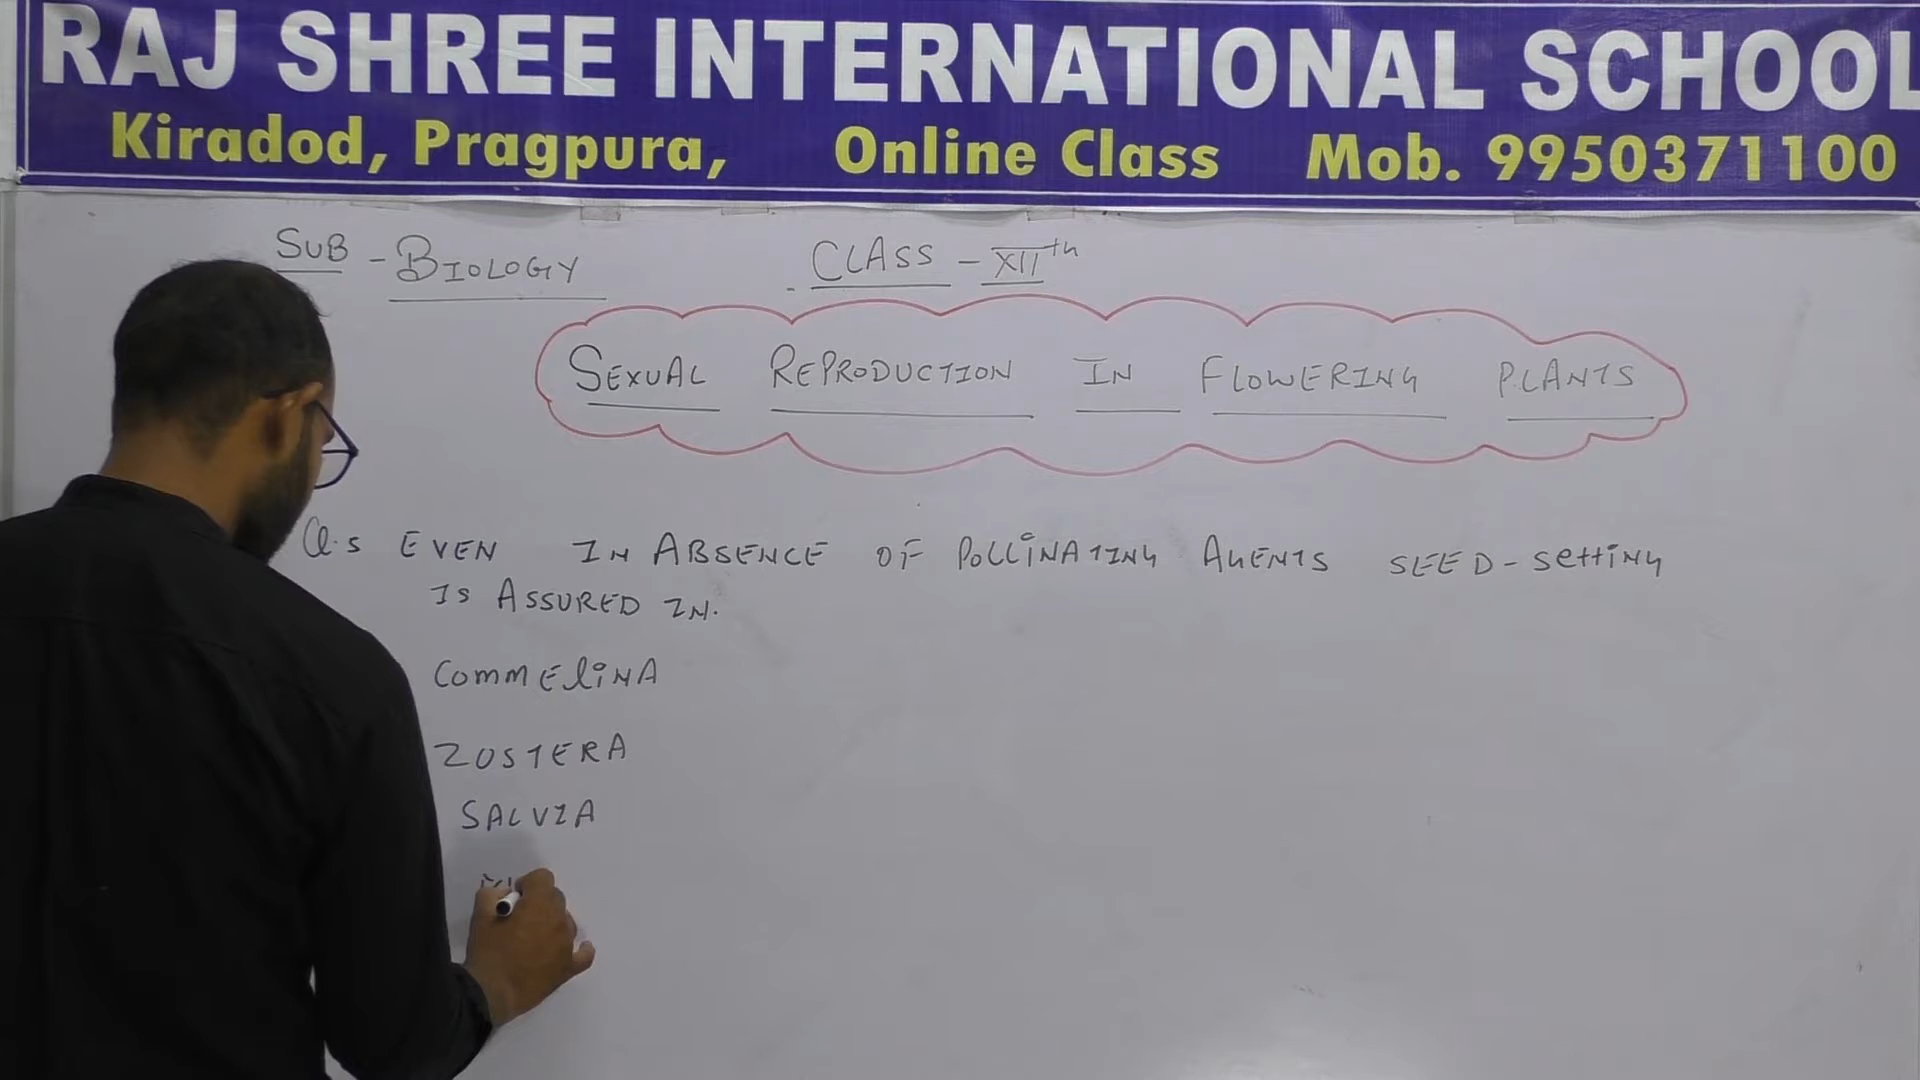 RAJ SHREE INTERNATIONAL SCHOOL
Kiradod, Pragpura, Online Class Mob. 9950371100
SUB - BIOLOGY CLASS - XIIth
SEXUAL REPRODUCTION IN FLOWERING PLANTS
Q.5 EVEN IN ABSENCE OF POLLINATING AGENTS SEED-SETTING
IS ASSURED IN.
COMMELINA
ZOSTERA
SALVIA